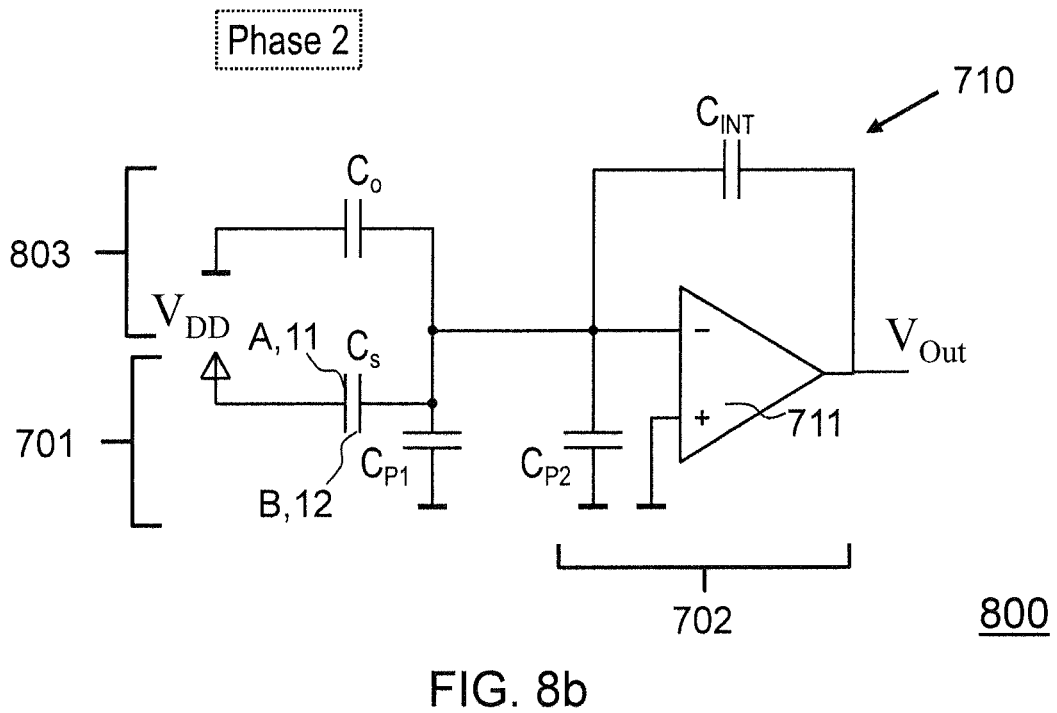 Phase 2
710
C_INT
C_o
803
V_DD
A,11
C_s
V_Out
701
C_P1
C_P2
−
+
711
B,12
702
800
FIG. 8b